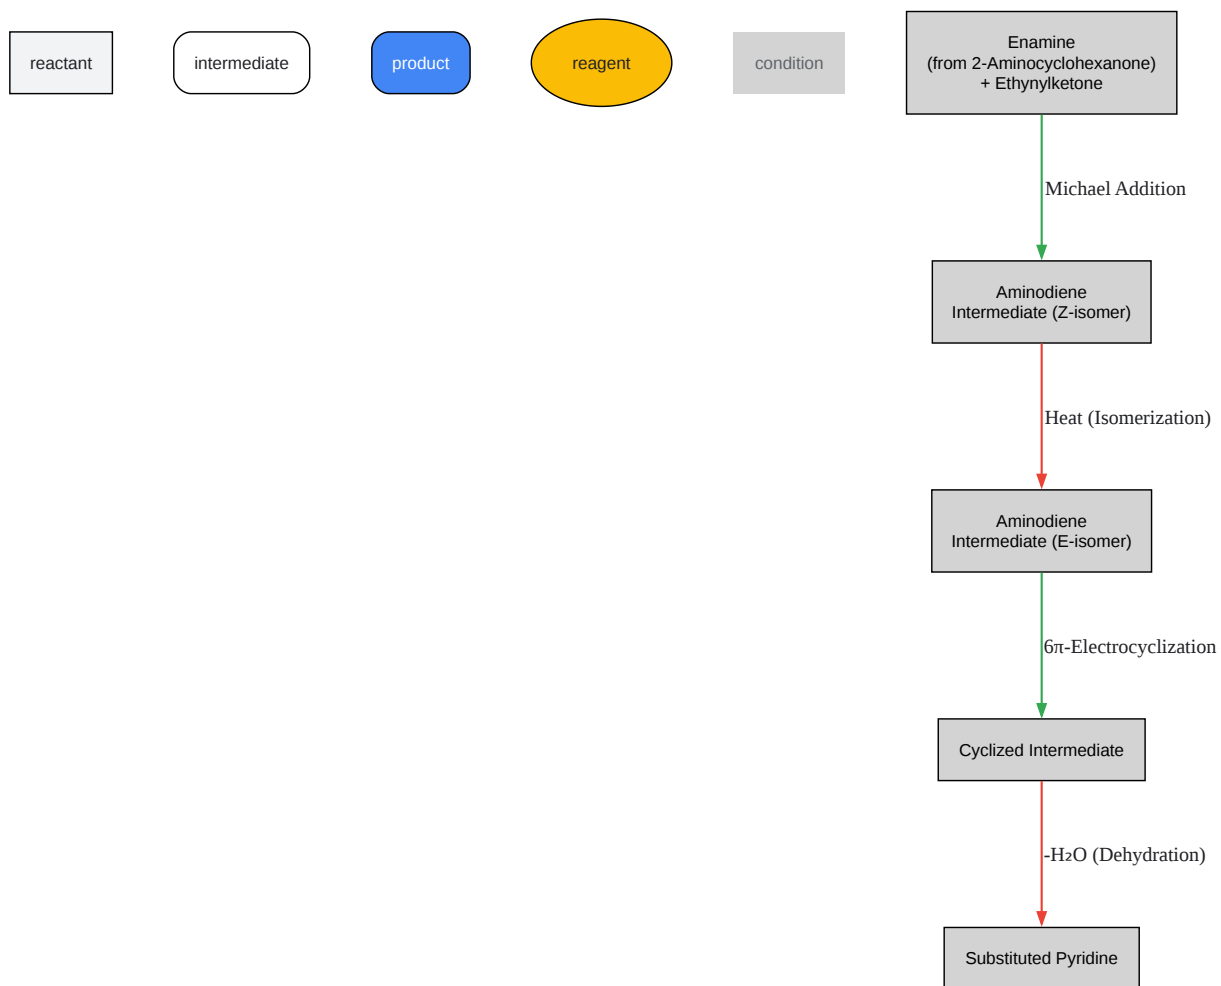 reactant
intermediate
product
reagent
condition
Enamine
(from 2-Aminocyclohexanone)
+ Ethynylketone
Michael Addition
Aminodiene
Intermediate (Z-isomer)
Heat (Isomerization)
Aminodiene
Intermediate (E-isomer)
6π-Electrocyclization
Cyclized Intermediate
-H₂O (Dehydration)
Substituted Pyridine